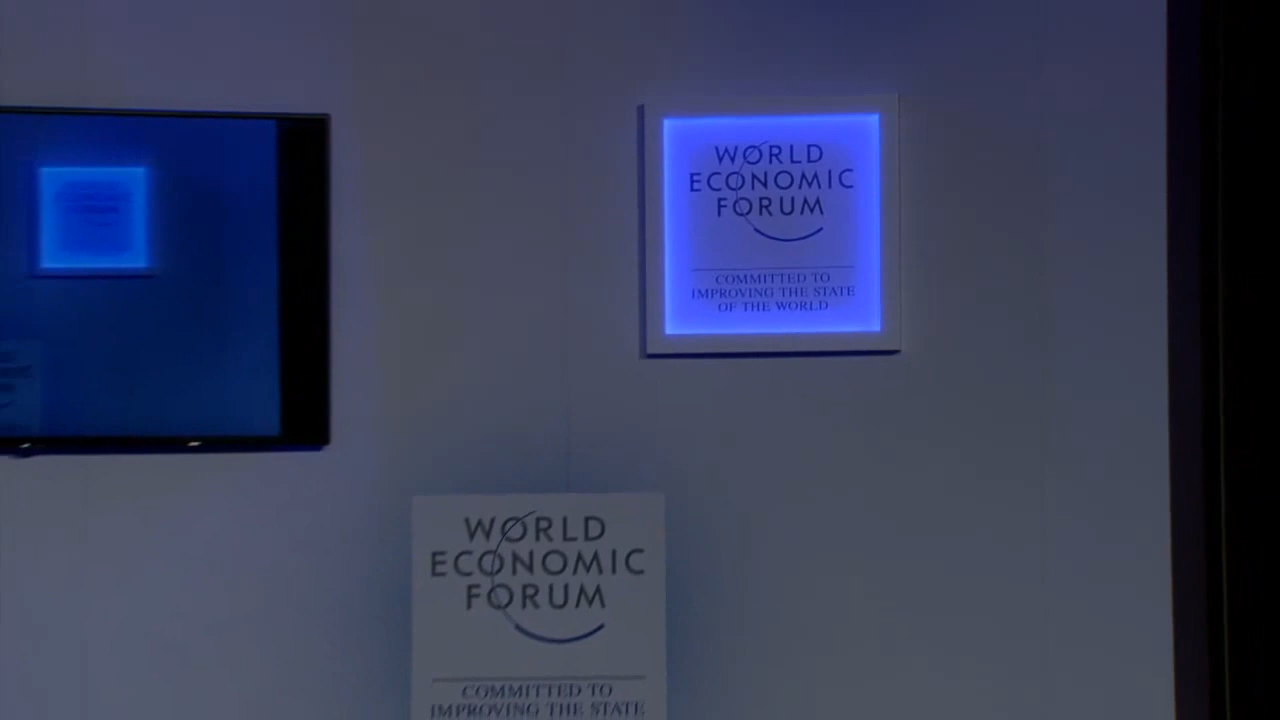 WORLD
ECONOMIC
FORUM
COMMITTED TO
IMPROVING THE STATE
OF THE WORLD
WORLD
ECONOMIC
FORUM
COMMITTED TO
IMPROVING THE STATE